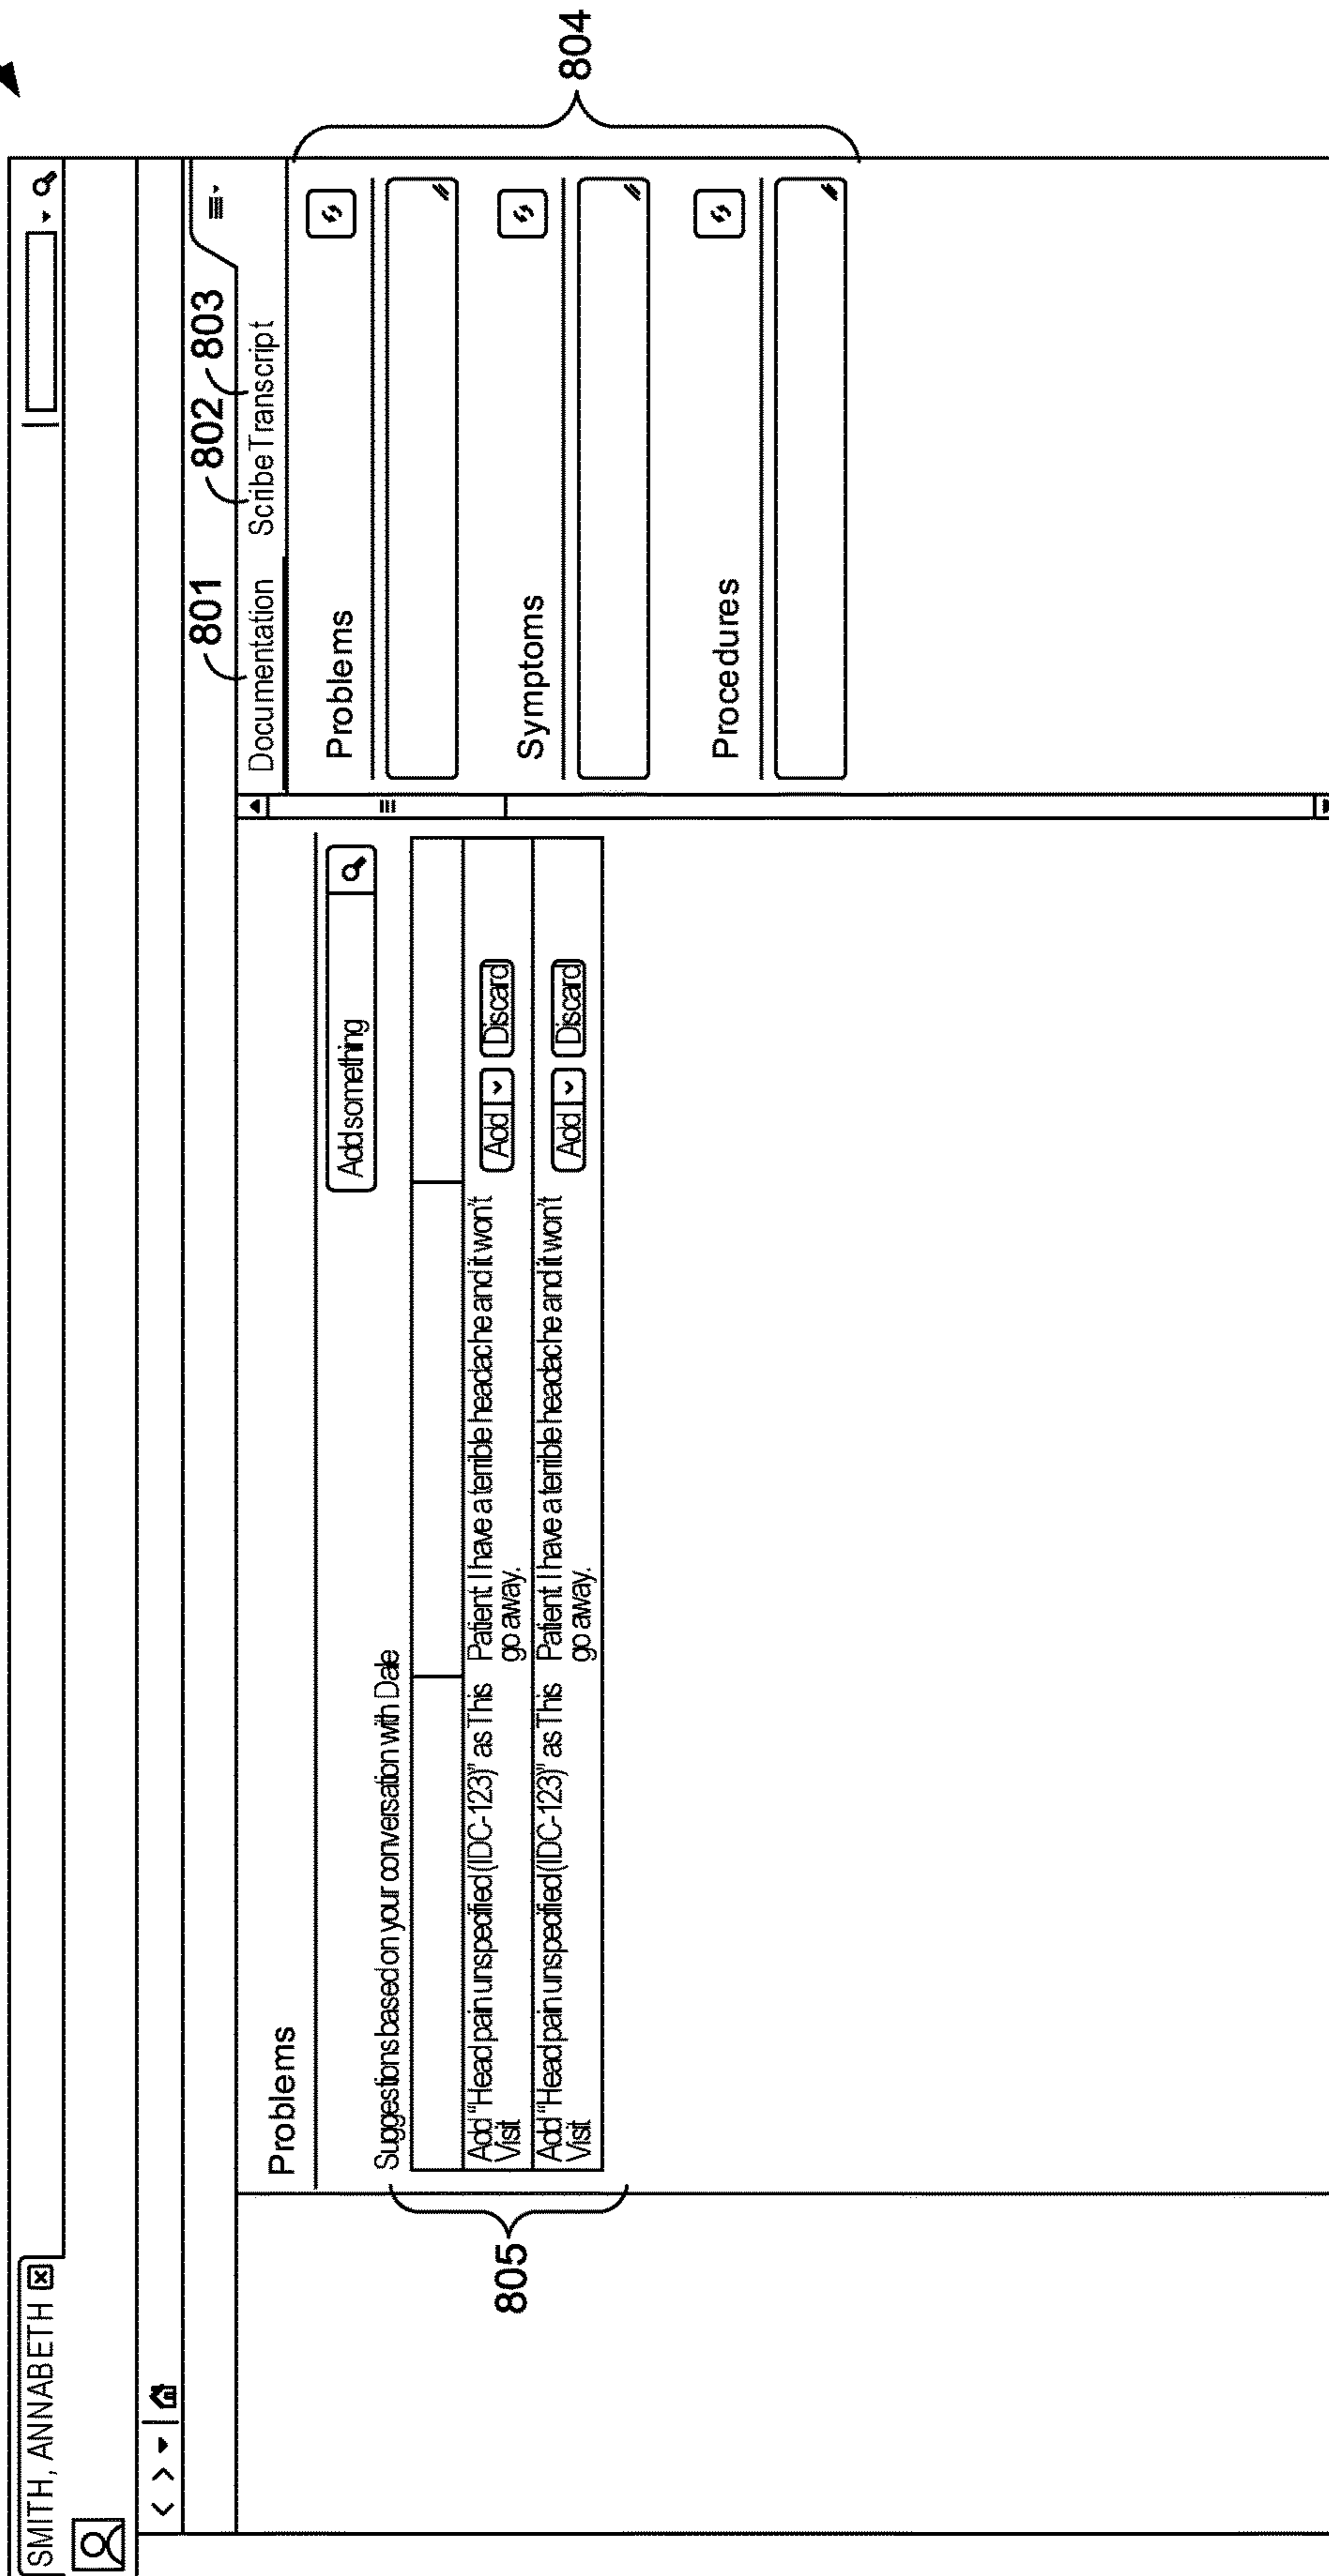 SMITH, ANNABETH
801
802
803
Documentation
Scribe Transcript
Problems
Add something
Suggestions based on your conversation with Dale
Add "Head pain unspecified (IDC-123)" as This
Visit
Patient I have a terrible headache and it won't
go away.
Add
Discard
Add "Head pain unspecified (IDC-123)" as This
Visit
Patient I have a terrible headache and it won't
go away.
Add
Discard
805
Problems
Symptoms
Procedures
804